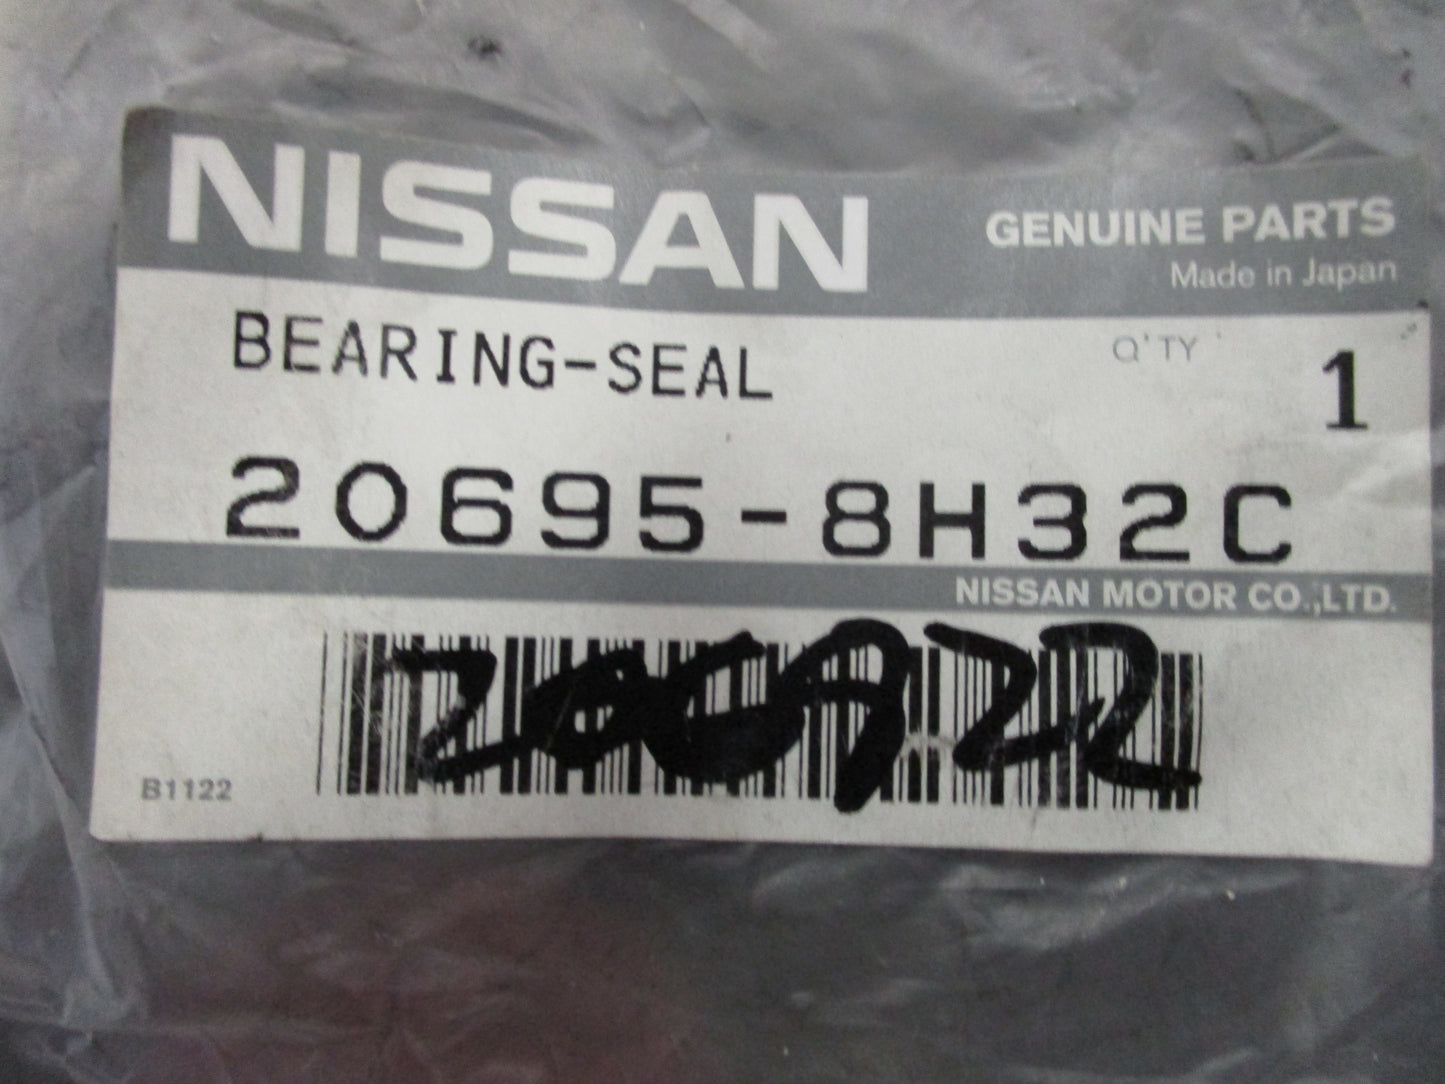 NISSAN
GENUINE PARTS
Made in Japan
BEARING-SEAL
Q'TY 1
20695-8H32C
NISSAN MOTOR CO.,LTD.
B1122